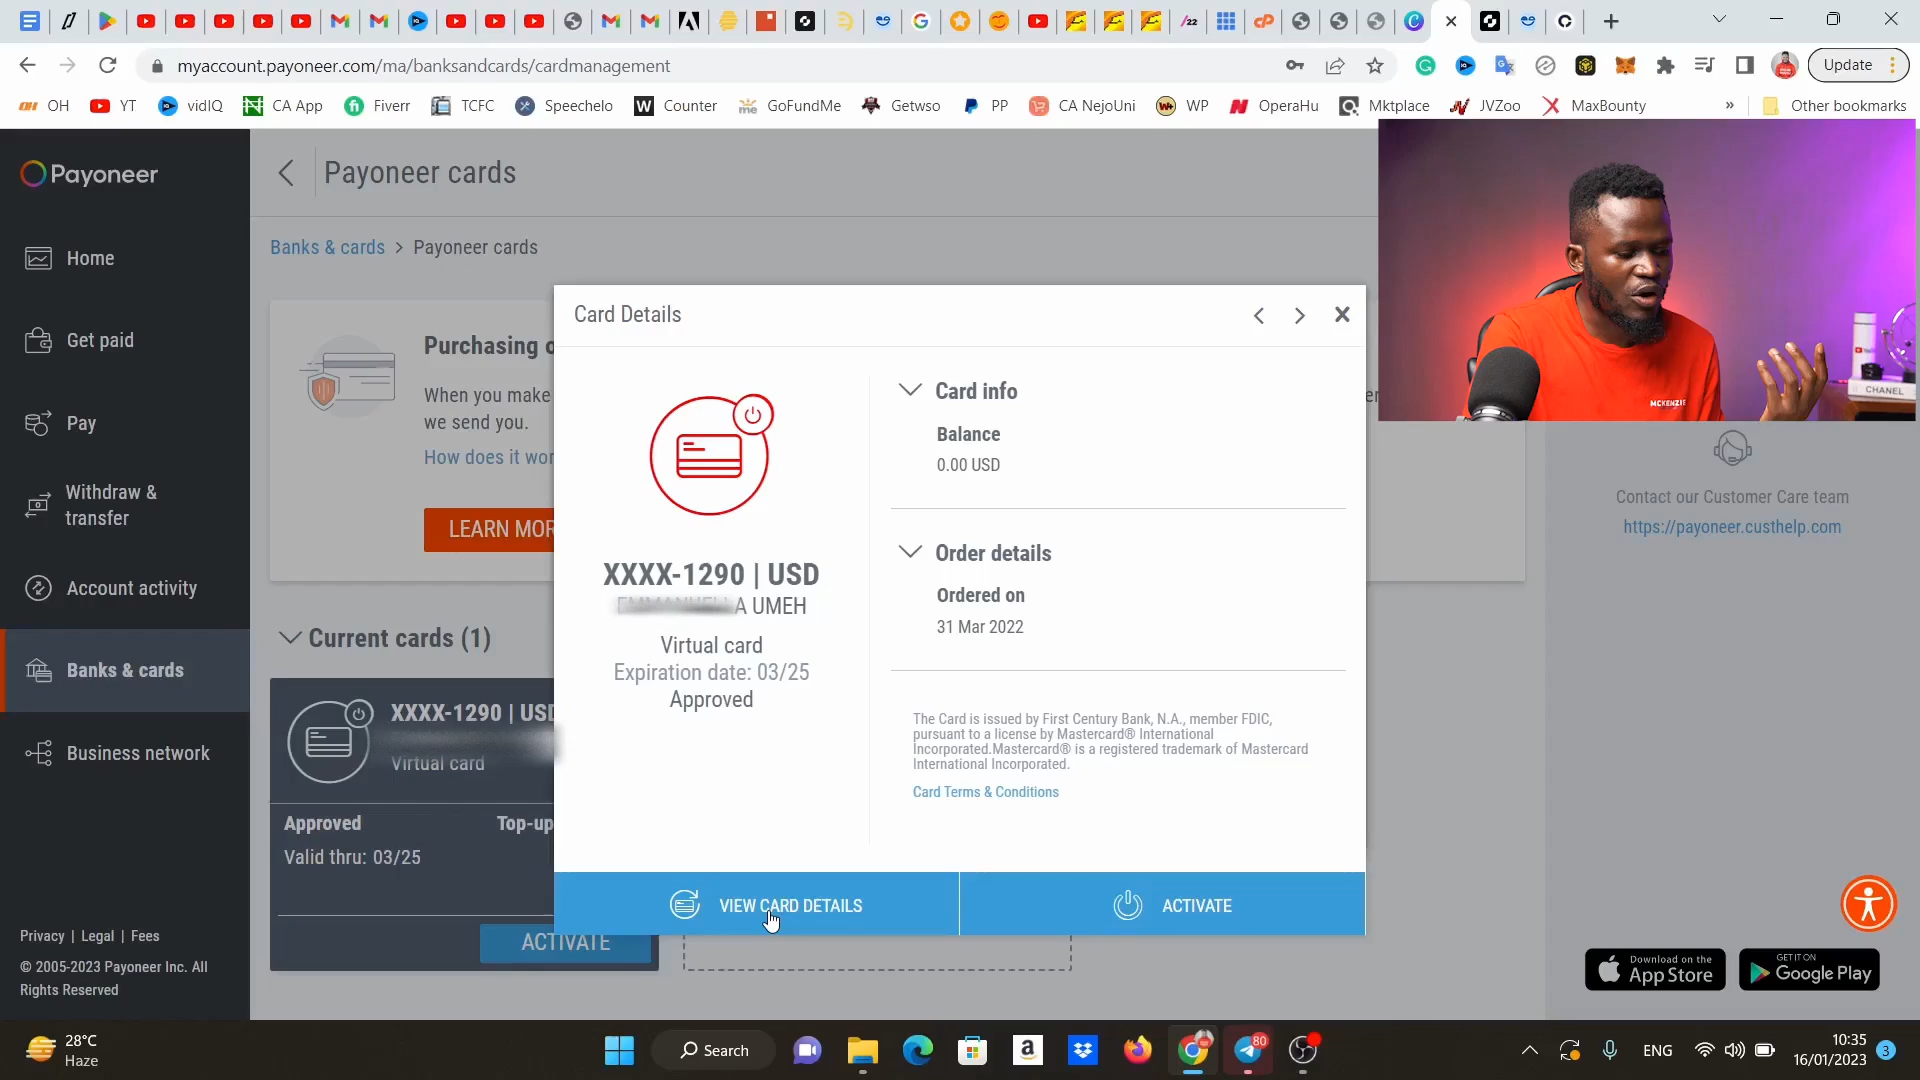 myaccount.payoneer.com/ma/banksandcards/cardmanagement
Update
OH
YT
vidIQ
CA App
Fiverr
TCFC
Speechelo
Counter
GoFundMe
Getwso
PP
CA NejoUni
WP
OperaHu
Mktplace
JVZoo
MaxBounty
»
Other bookmarks
Payoneer
Home
Get paid
Pay
Withdraw &
transfer
Account activity
Banks & cards
Business network
Privacy | Legal | Fees
© 2005-2023 Payoneer Inc. All
Rights Reserved
Payoneer cards
Banks & cards > Payoneer cards
Purchasing
When you make
we send you.
How does it wor
LEARN MOR
Current cards (1)
XXXX-1290 | USD
Virtual card
Approved
Top-up
Valid thru: 03/25
ACTIVATE
Card Details
XXXX-1290 | USD
A UMEH
Virtual card
Expiration date: 03/25
Approved
Card info
Balance
0.00 USD
Order details
Ordered on
31 Mar 2022
The Card is issued by First Century Bank, N.A., member FDIC,
pursuant to a license by Mastercard® International
Incorporated.Mastercard® is a registered trademark of Mastercard
International Incorporated.
Card Terms & Conditions
VIEW CARD DETAILS
ACTIVATE
MCKENZIE
CHANEL
Contact our Customer Care team
https://payoneer.custhelp.com
Download on the
App Store
GET IT ON
Google Play
28°C
Haze
Search
80
ENG
10:35
16/01/2023
3